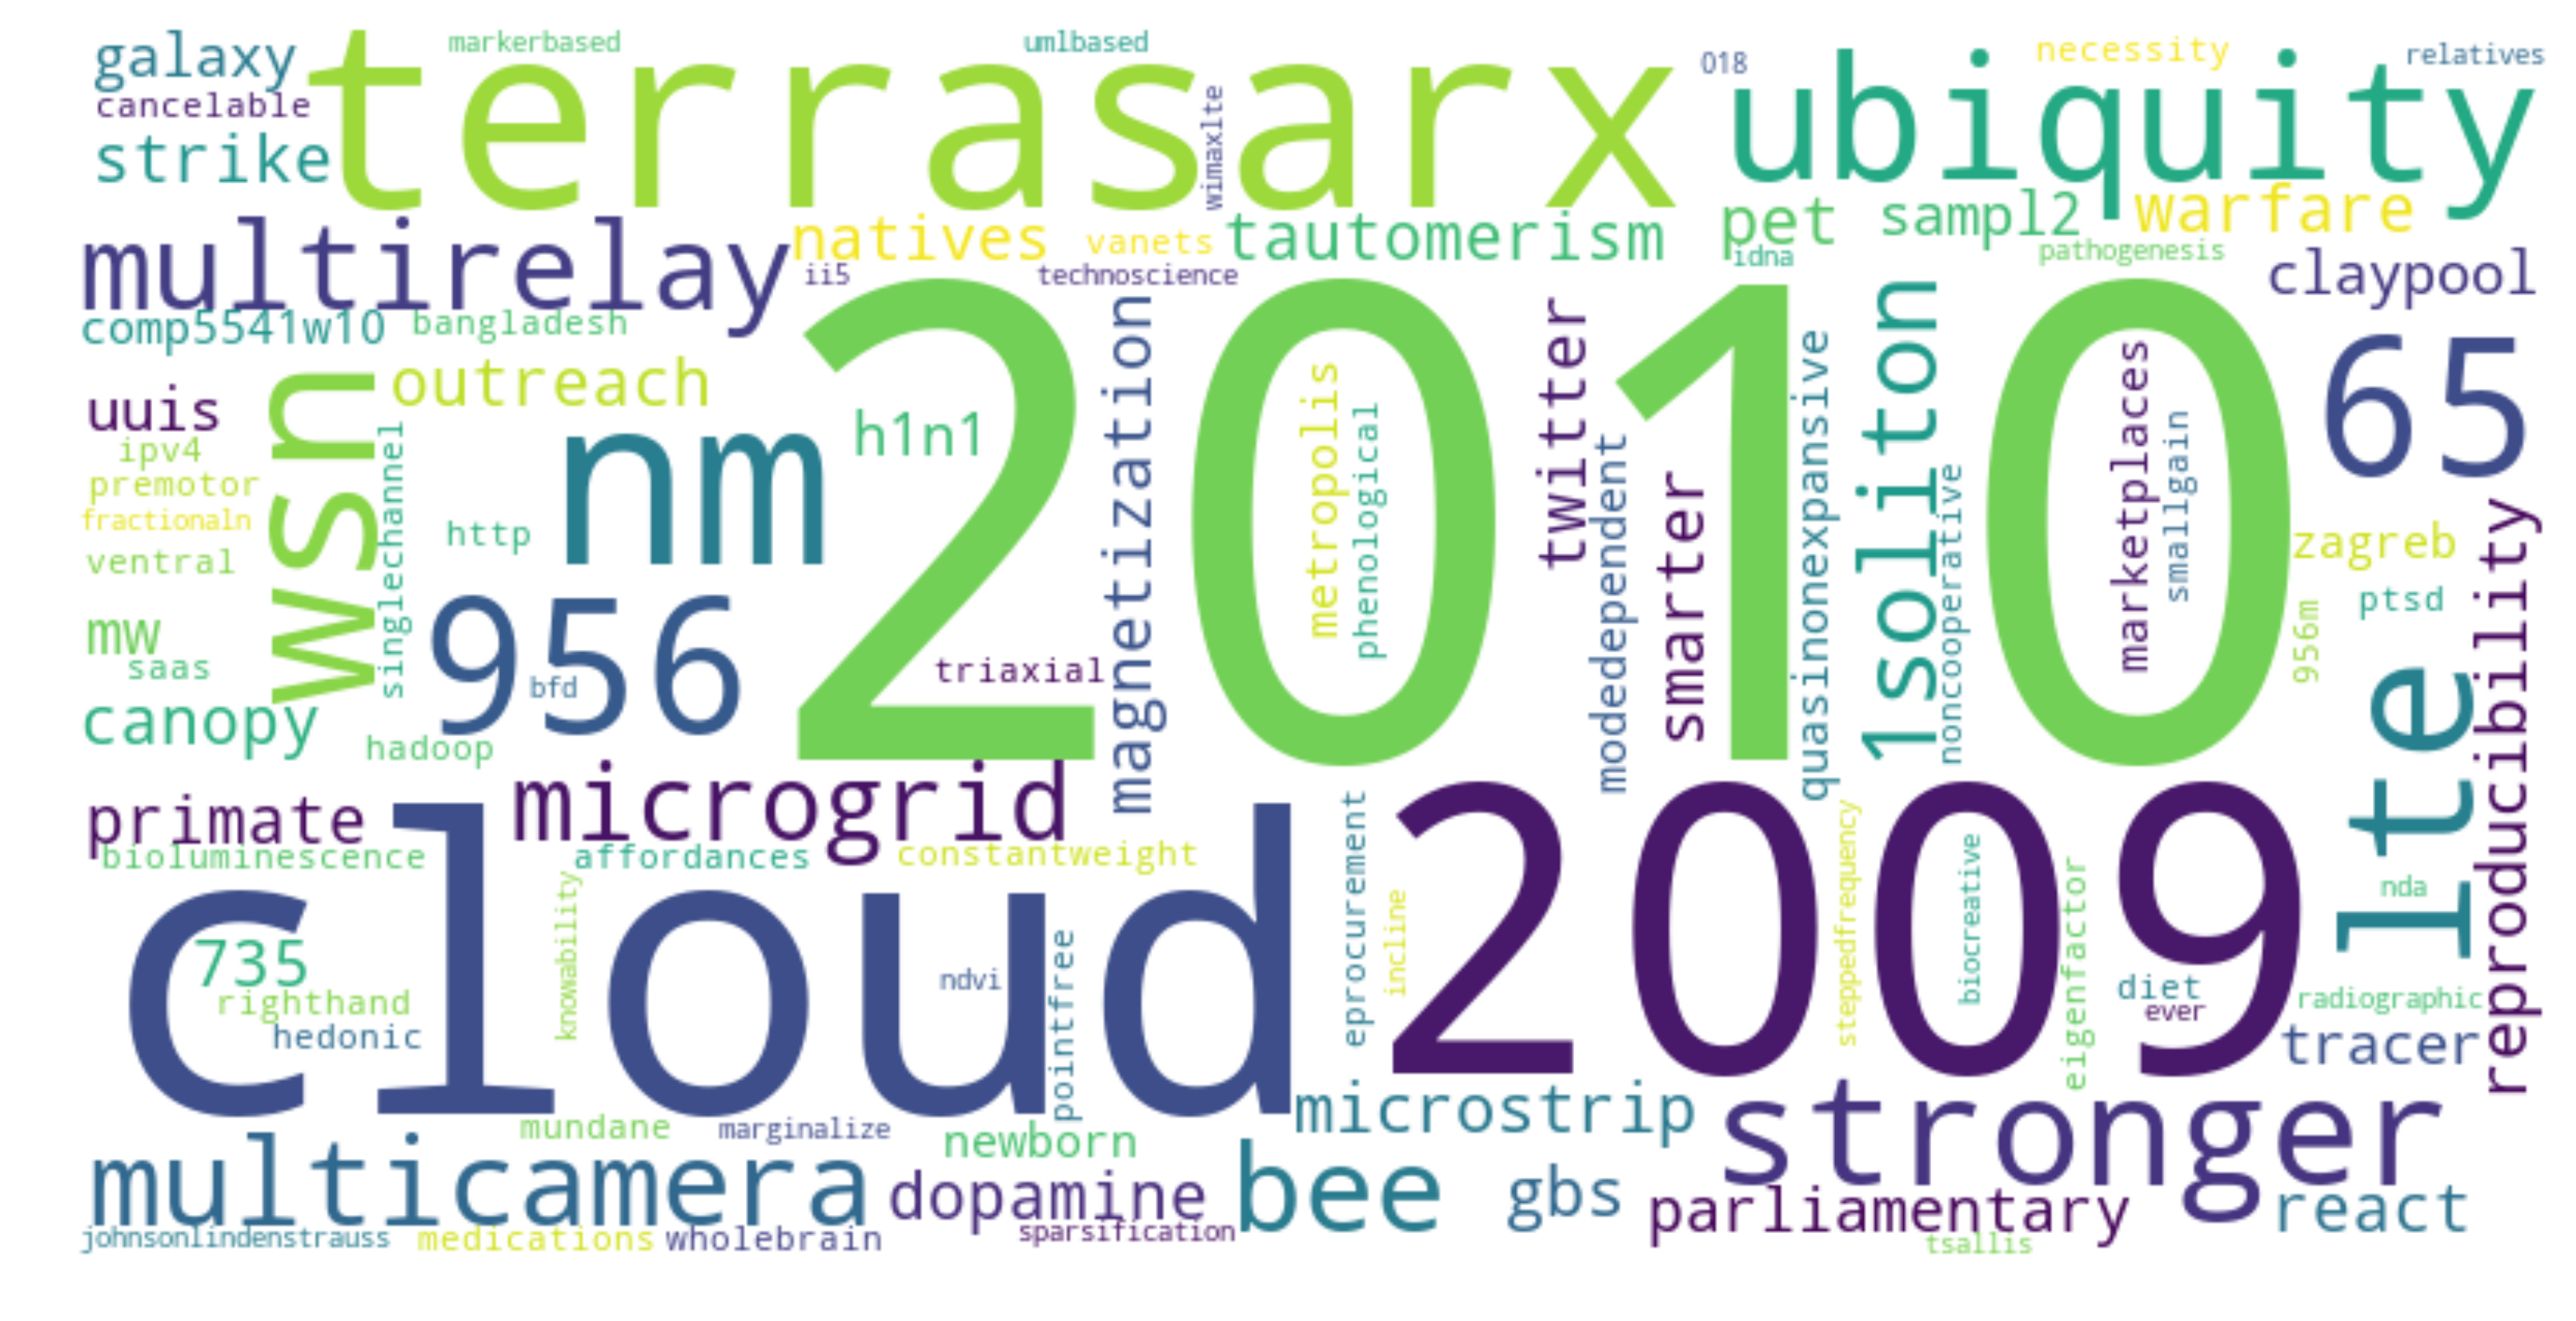 galaxy
markerbased
umlbased
018
necessity
relatives
cancelable
terrasarx
wimaxlte
ubiquity
strike
multirelay
natives
vanets
tautomerism
pet
sampl2
warfare
ii5
technoscience
idna
pathogenesis
claypool
comp5541w10
bangladesh
2010
65
uuis
wsn
outreach
h1n1
magnetization
metropolis
phenological
twitter
modedependent
smarter
quasinonexpansive
1soliton
noncooperative
marketplaces
smallgain
ipv4
premotor
fractionaln
ventral
singlechannel
http
nm
zagreb
reproducibility
mw
saas
956
bfd
triaxial
956m
ptsd
lte
canopy
hadoop
primate
microgrid
bioluminescence
affordances
constantweight
cloud
2009
eprocurement
incline
steppedfrequency
biocreative
eigenfactor
nda
735
righthand
hedonic
knowability
ndvi
pointfree
diet
ever
radiographic
tracer
mundane
marginalize
newborn
microstrip
stronger
multicamera
dopamine
bee
gbs
parliamentary
react
johnsonlindenstrauss
medications
wholebrain
sparsification
tsallis